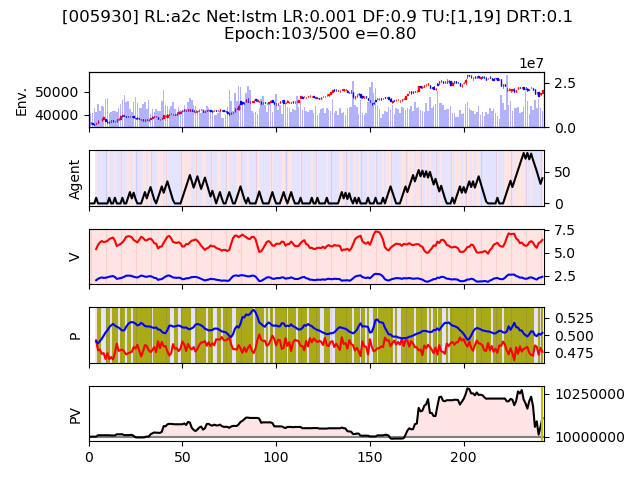 [005930] RL:a2c Net:lstm LR:0.001 DF:0.9 TU:[1,19] DRT:0.1
Epoch:103/500 e=0.80
1e7
Env.
50000
40000
2.5
0.0
Agent
50
0
V
7.5
5.0
2.5
P
0.525
0.500
0.475
PV
10250000
10000000
0 50 100 150 200